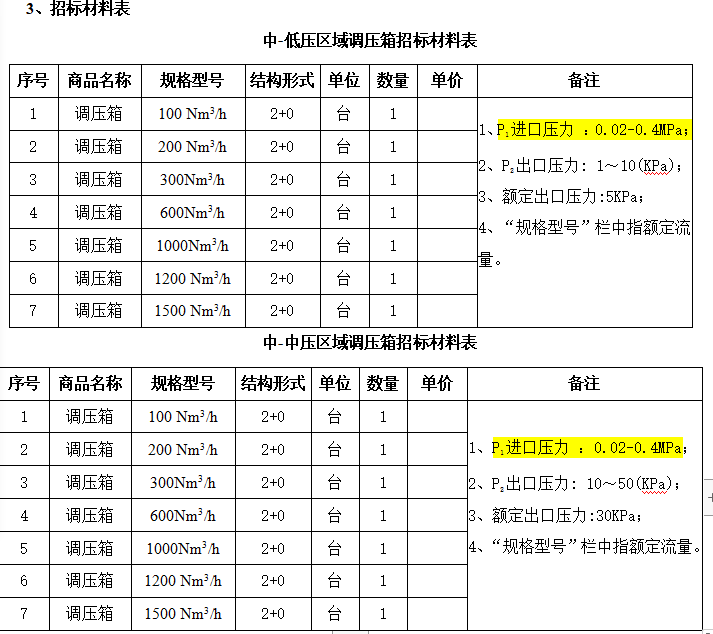 3、招标材料表
中-低压区域调压箱招标材料表
序号 商品名称 规格型号 结构形式 单位 数量 单价 备注
1 调压箱 100 Nm³/h 2+0 台 1
2 调压箱 200 Nm³/h 2+0 台 1
3 调压箱 300Nm³/h 2+0 台 1
4 调压箱 600Nm³/h 2+0 台 1
5 调压箱 1000Nm³/h 2+0 台 1
6 调压箱 1200 Nm³/h 2+0 台 1
7 调压箱 1500 Nm³/h 2+0 台 1
1、P₁进口压力 ：0.02-0.4MPa；
2、P₂出口压力: 1～10(KPa)；
3、额定出口压力:5KPa；
4、“规格型号”栏中指额定流
量。
中-中压区域调压箱招标材料表
序号 商品名称 规格型号 结构形式 单位 数量 单价 备注
1 调压箱 100 Nm³/h 2+0 台 1
2 调压箱 200 Nm³/h 2+0 台 1
3 调压箱 300Nm³/h 2+0 台 1
4 调压箱 600Nm³/h 2+0 台 1
5 调压箱 1000Nm³/h 2+0 台 1
6 调压箱 1200 Nm³/h 2+0 台 1
7 调压箱 1500 Nm³/h 2+0 台 1
1、P₁进口压力 ：0.02-0.4MPa；
2、P₂出口压力: 10～50(KPa)；
3、额定出口压力:30KPa；
4、“规格型号”栏中指额定流量。